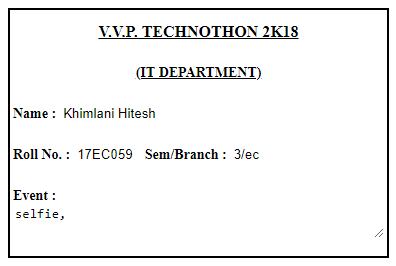 V.V.P. TECHNOTHON 2K18
(IT DEPARTMENT)
Name : Khimlani Hitesh
Roll No. : 17EC059 Sem/Branch : 3/ec
Event :
selfie,